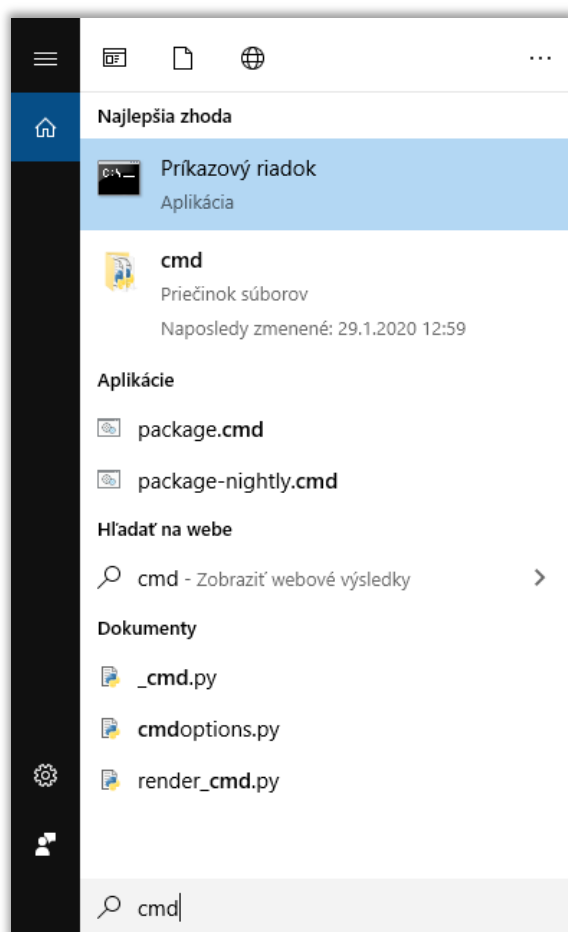 Najlepšia zhoda
C:\_
Príkazový riadok
Aplikácia
cmd
Priečinok súborov
Naposledy zmenené: 29.1.2020 12:59
Aplikácie
package.cmd
package-nightly.cmd
Hľadať na webe
cmd - Zobraziť webové výsledky
Dokumenty
_cmd.py
cmdoptions.py
render_cmd.py
cmd